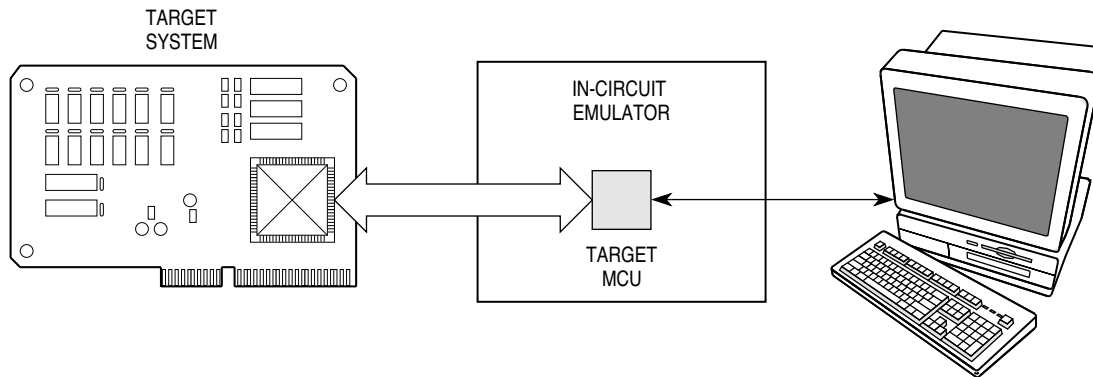 TARGET
SYSTEM
IN-CIRCUIT
EMULATOR
TARGET
MCU